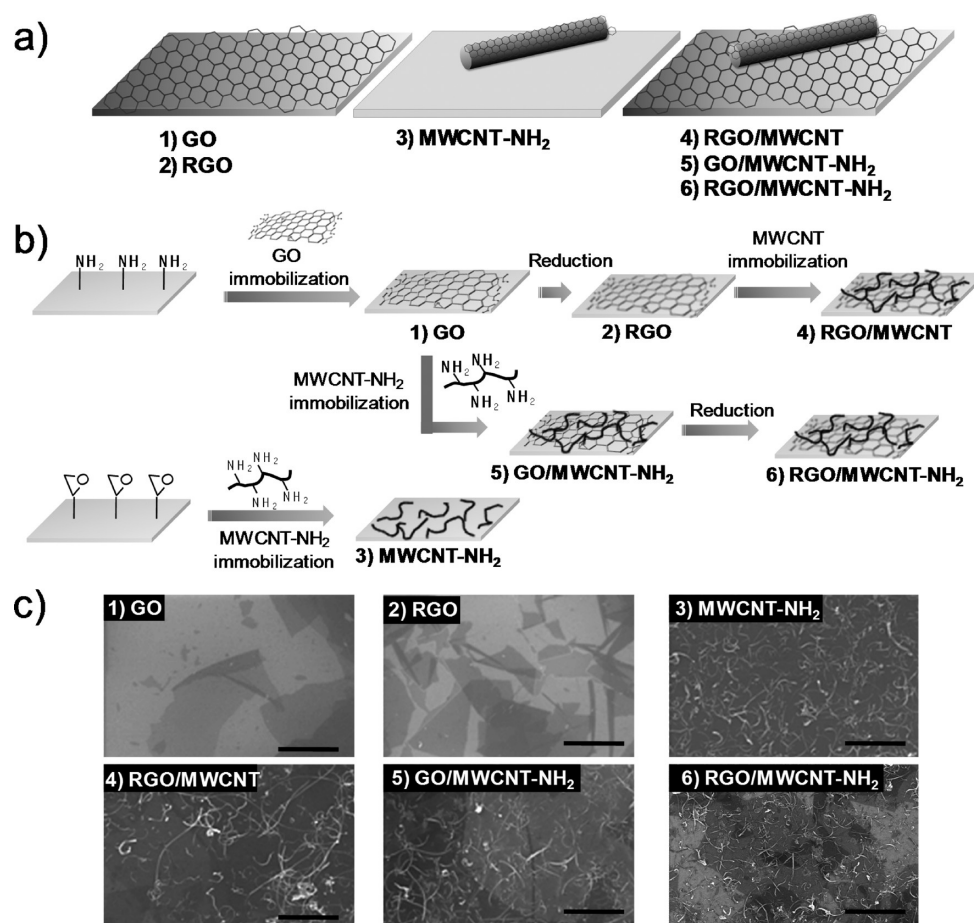 a)
1) GO
2) RGO
3) MWCNT-NH₂
4) RGO/MWCNT
5) GO/MWCNT-NH₂
6) RGO/MWCNT-NH₂
b)
NH₂ NH₂ NH₂
GO
immobilization
1) GO
Reduction
2) RGO
MWCNT
immobilization
4) RGO/MWCNT
MWCNT-NH₂
immobilization
NH₂
NH₂
NH₂
NH₂
5) GO/MWCNT-NH₂
Reduction
6) RGO/MWCNT-NH₂
O O O
NH₂
NH₂
NH₂
NH₂
MWCNT-NH₂
immobilization
3) MWCNT-NH₂
c)
1) GO
2) RGO
3) MWCNT-NH₂
4) RGO/MWCNT
5) GO/MWCNT-NH₂
6) RGO/MWCNT-NH₂